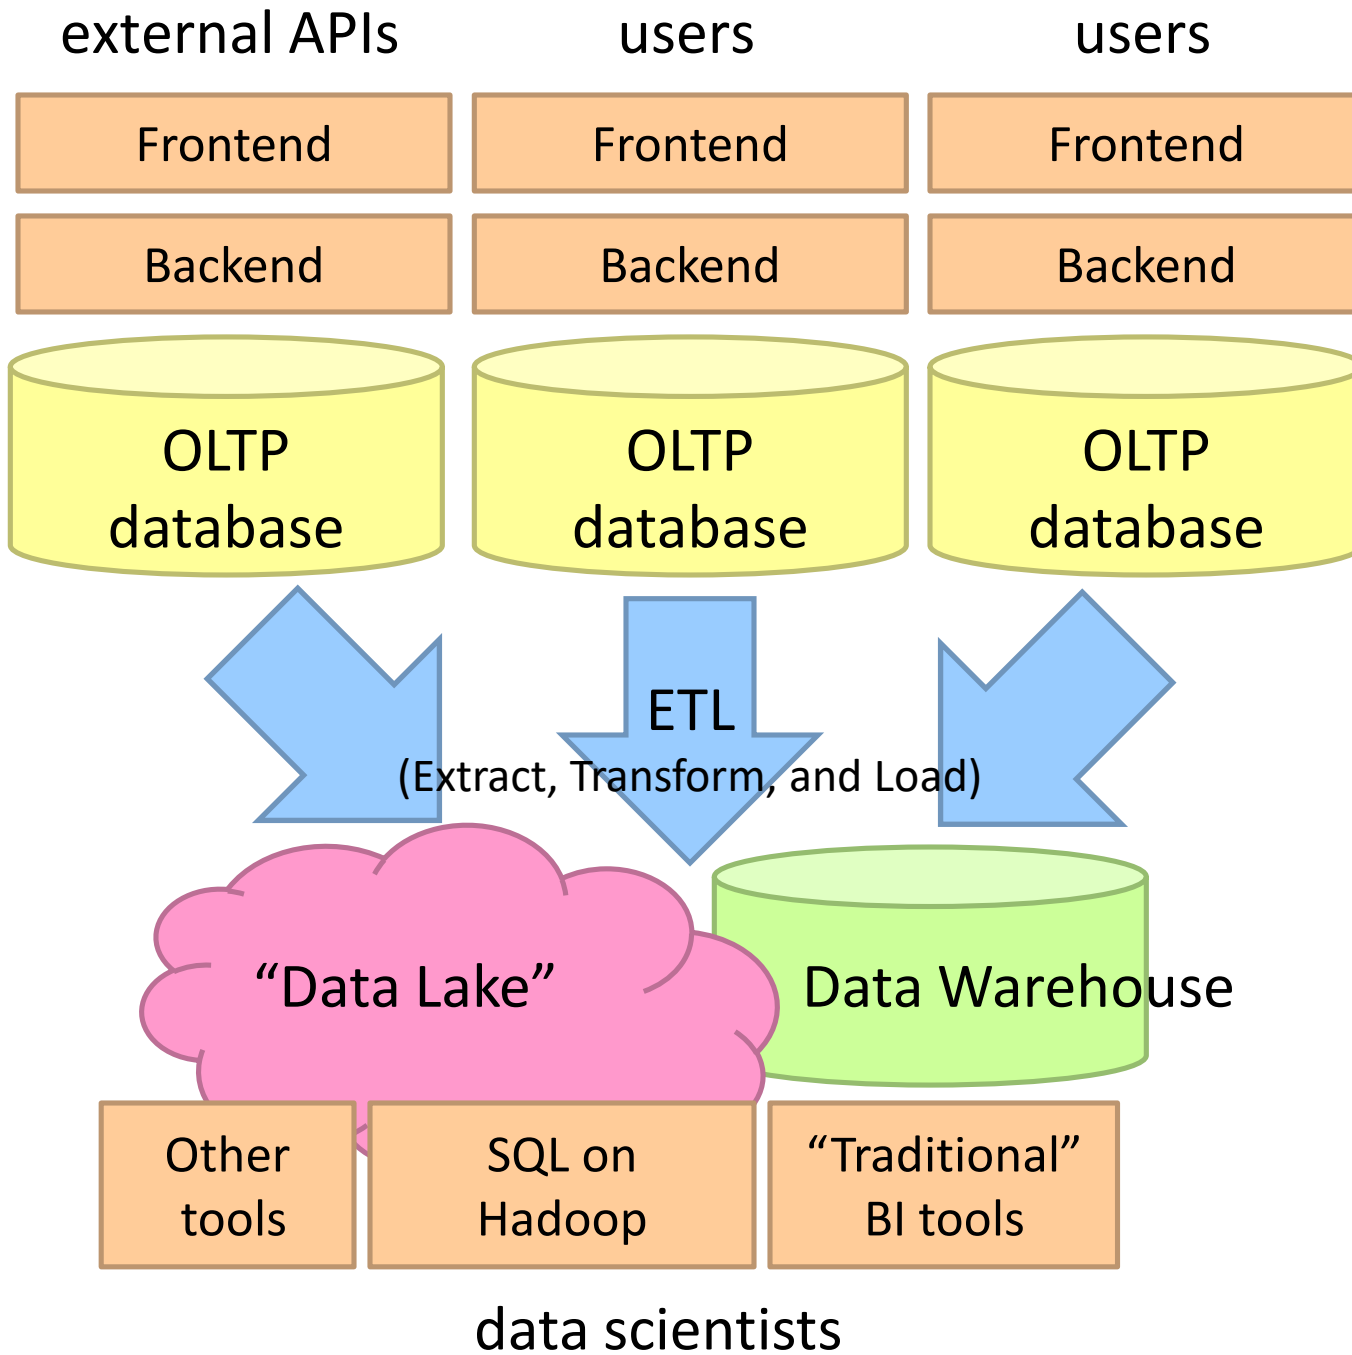 external APIs
users
users
Frontend
Frontend
Frontend
Backend
Backend
Backend
OLTP
database
OLTP
database
OLTP
database
ETL
(Extract, Transform, and Load)
“Data Lake”
Data Warehouse
Other
tools
SQL on
Hadoop
“Traditional”
BI tools
data scientists